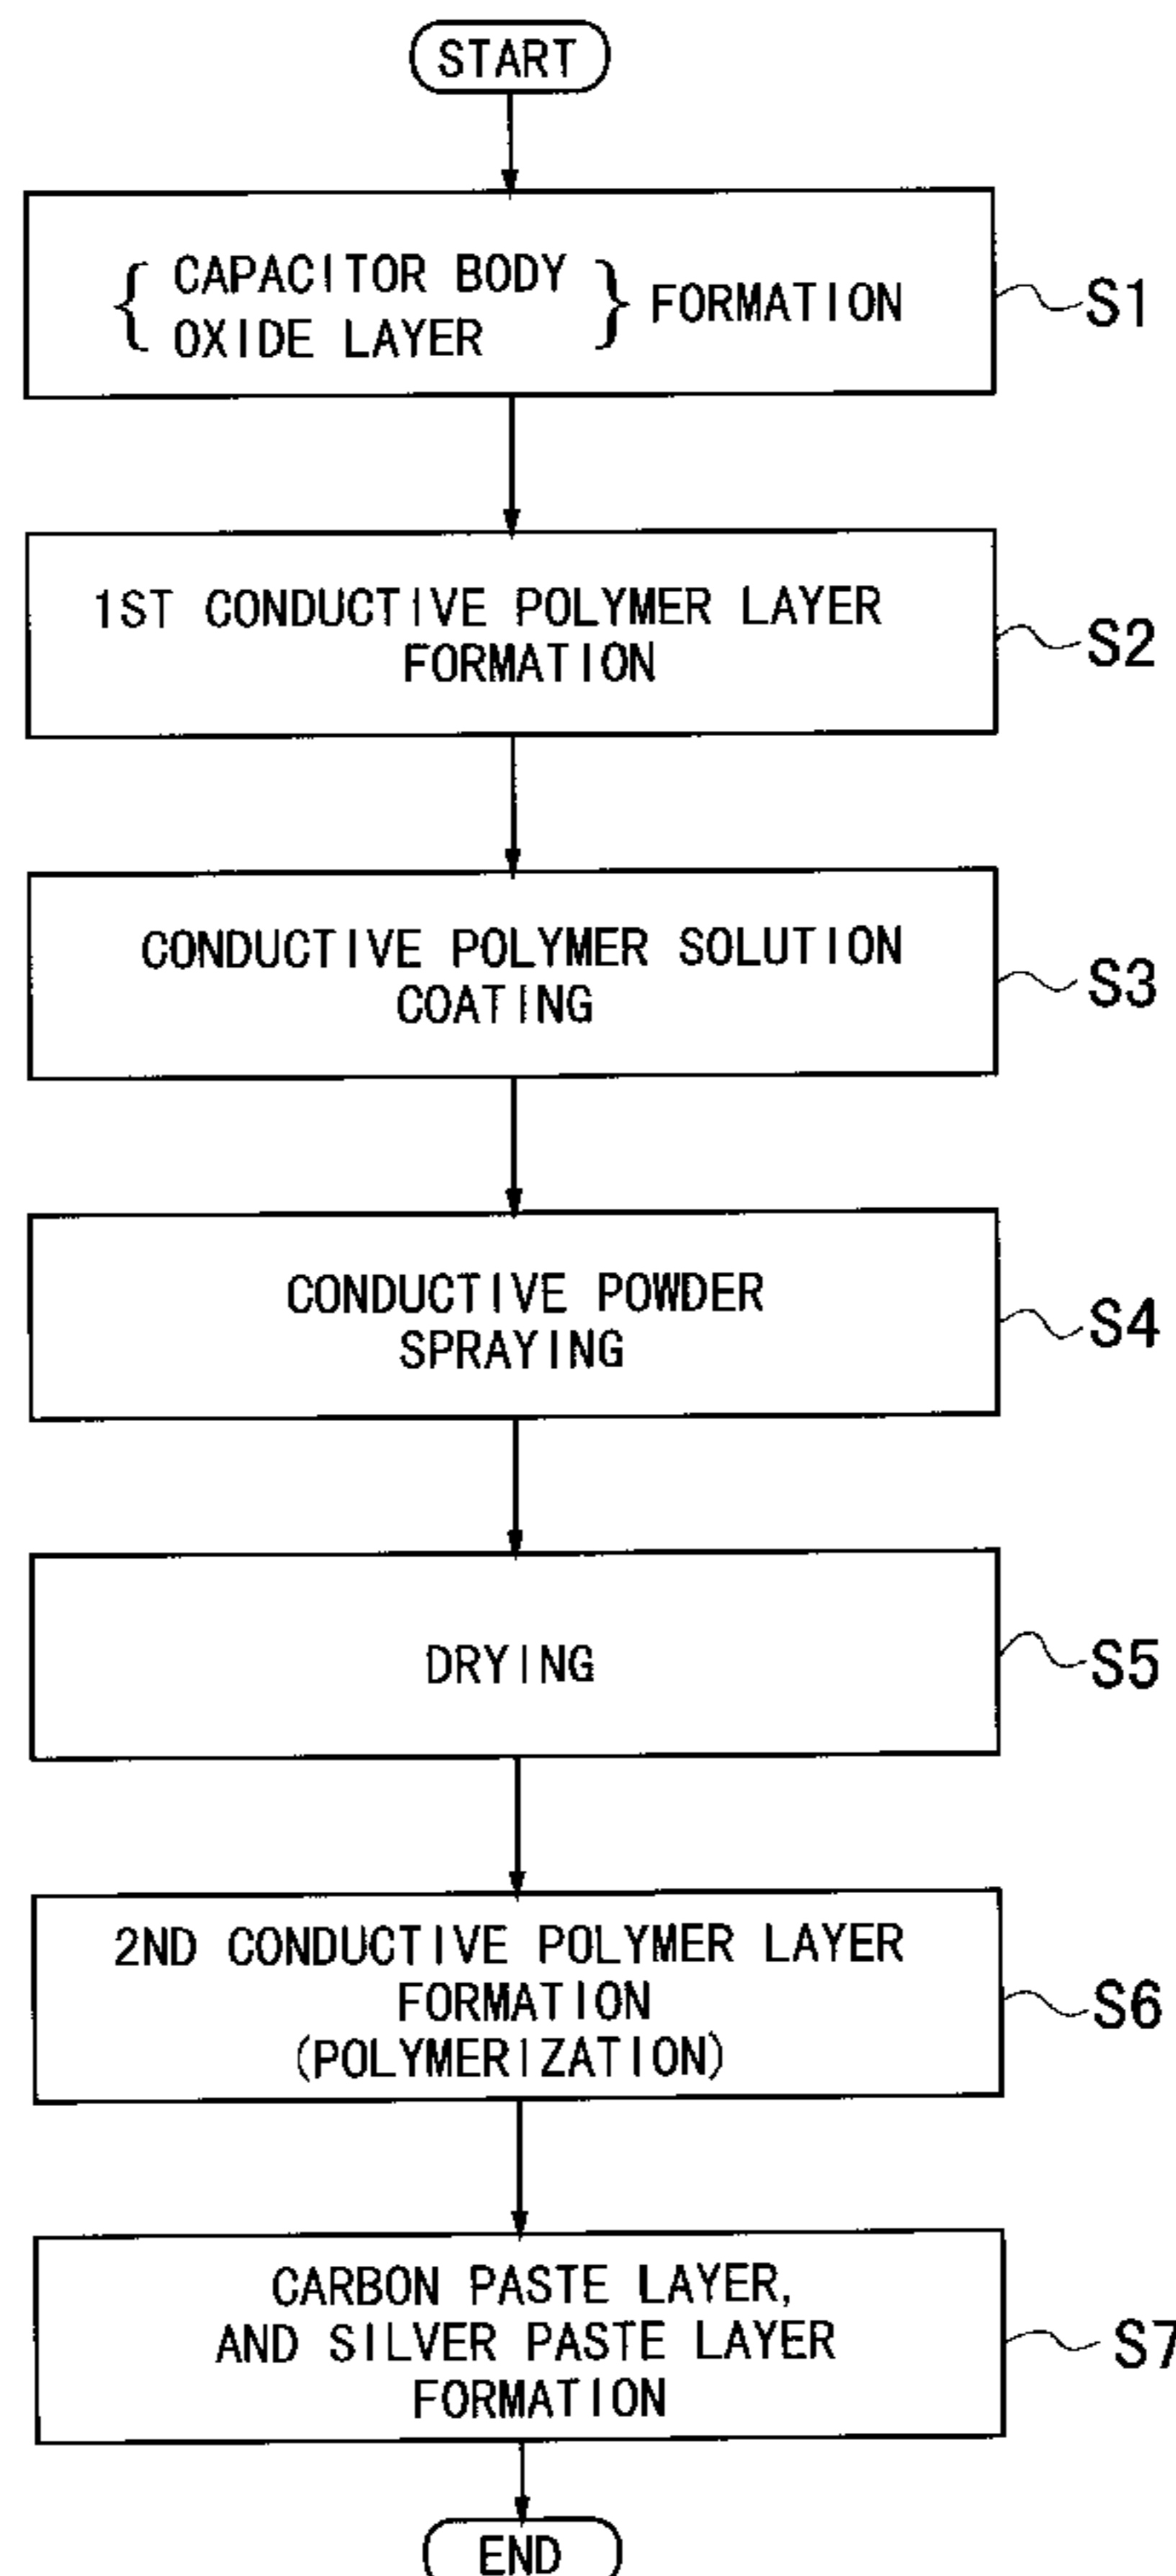 START
{ CAPACITOR BODY
OXIDE LAYER } FORMATION
S1
1ST CONDUCTIVE POLYMER LAYER
FORMATION
S2
CONDUCTIVE POLYMER SOLUTION
COATING
S3
CONDUCTIVE POWDER
SPRAYING
S4
DRYING
S5
2ND CONDUCTIVE POLYMER LAYER
FORMATION
(POLYMERIZATION)
S6
CARBON PASTE LAYER,
AND SILVER PASTE LAYER
FORMATION
S7
END